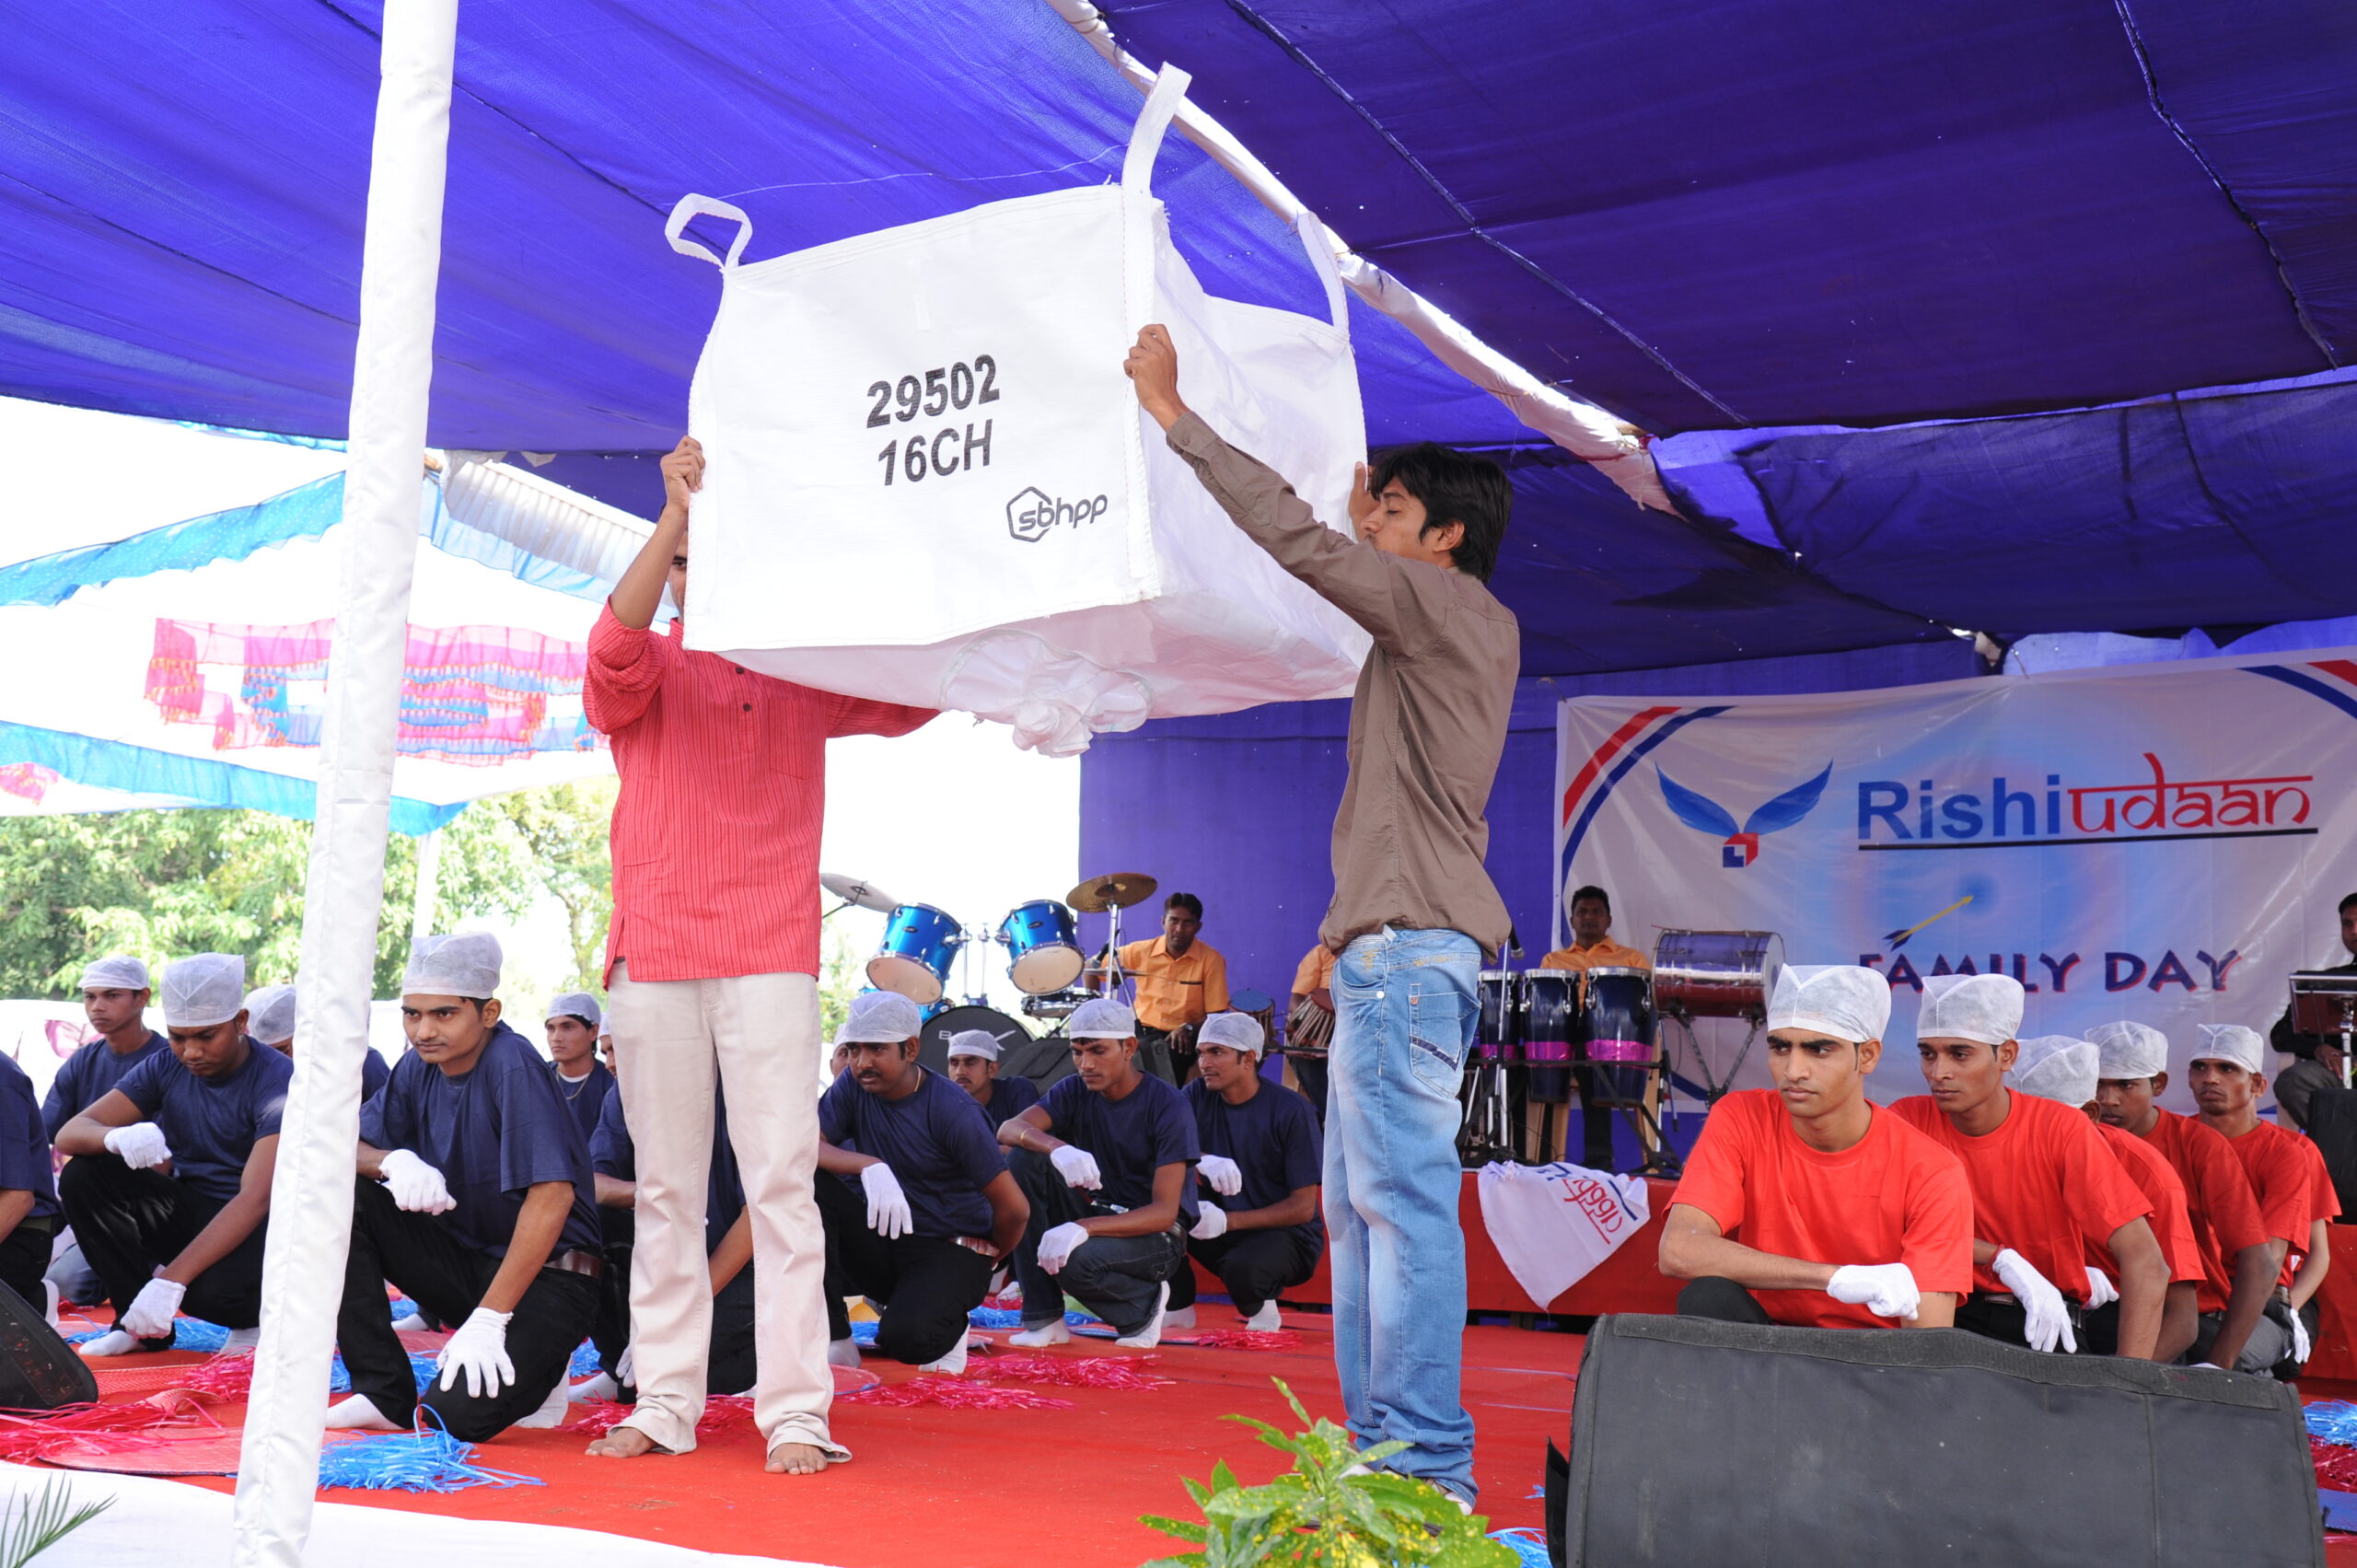 29502
16CH
sbhpp
Rishiudaan
FAMILY DAY